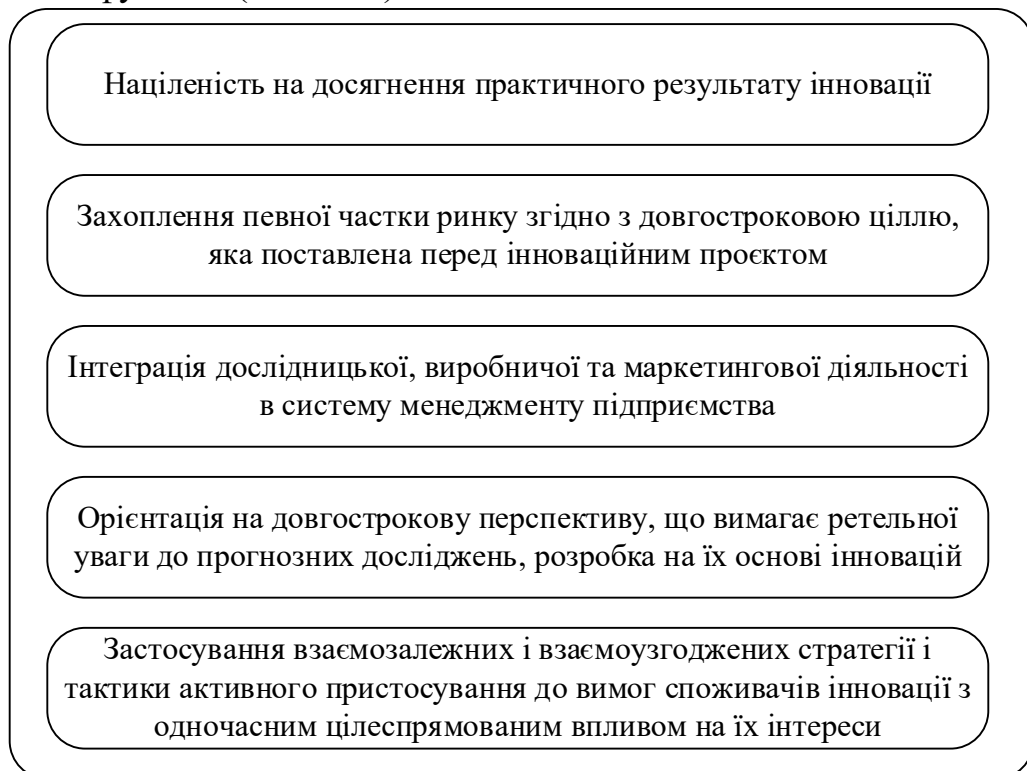 Націленість на досягнення практичного результату інновації
Захоплення певної частки ринку згідно з довгостроковою ціллю,
яка поставлена перед інноваційним проєктом
Інтеграція дослідницької, виробничої та маркетингової діяльності
в систему менеджменту підприємства
Орієнтація на довгострокову перспективу, що вимагає ретельної
уваги до прогнозних досліджень, розробка на їх основі інновацій
Застосування взаємозалежних і взаємоузгоджених стратегії і
тактики активного пристосування до вимог споживачів інновації з
одночасним цілеспрямованим впливом на їх інтереси